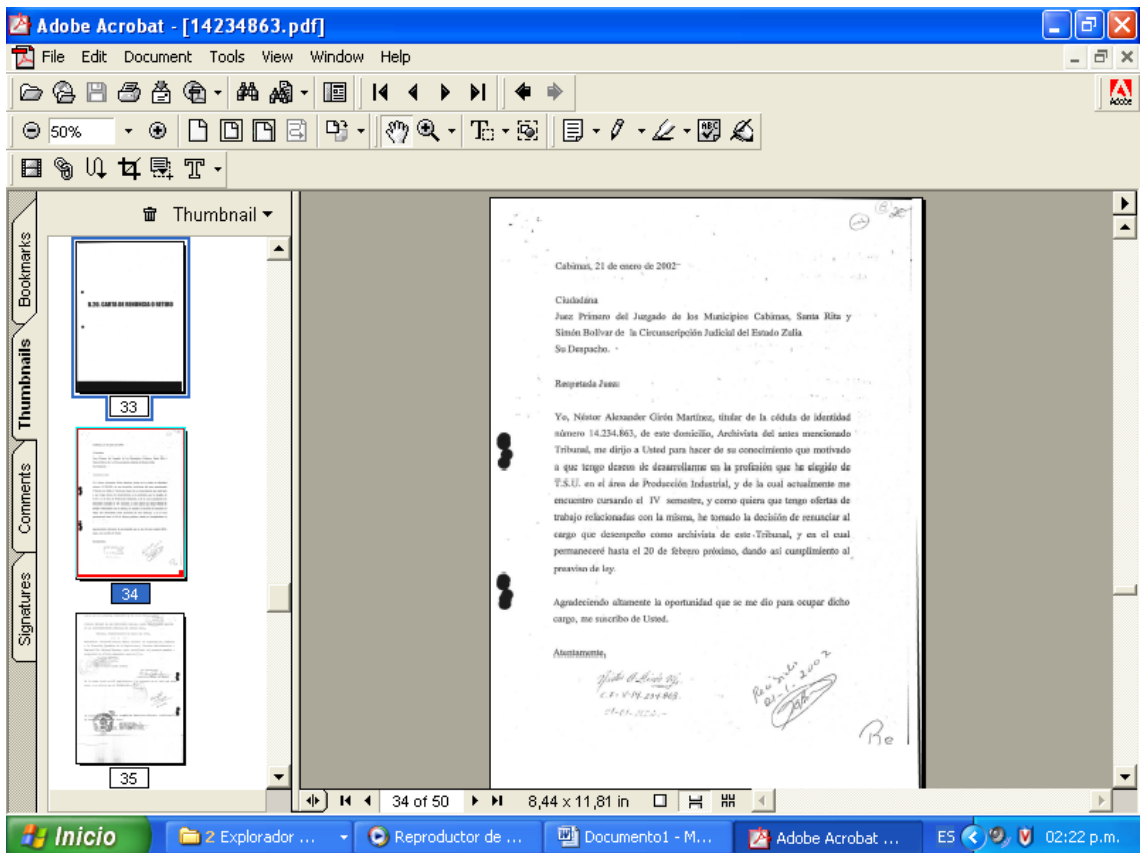 Adobe Acrobat - [14234863.pdf]
File Edit Document Tools View Window Help
Adobe
50%
Bookmarks
Thumbnails
Comments
Signatures
Thumbnail
CARTA DE RENUNCIA O RETIRO
33
34
35
Cabimas, 21 de enero de 2002
Ciudadana
Juez Primero del Juzgado de los Municipios Cabimas, Santa Rita y
Simón Bolívar de la Circunscripción Judicial del Estado Zulia
Su Despacho.
Respetada Juez:
Yo, Néstor Alexander Girón Martínez, titular de la cédula de identidad
número 14.234.863, de este domicilio, Archivista del antes mencionado
Tribunal, me dirijo a Usted para hacer de su conocimiento que motivado
a que tengo deseos de desarrollarme en la profesión que he elegido de
T.S.U. en el área de Producción Industrial, y de la cual actualmente me
encuentro cursando el IV semestre, y como quiera que tengo ofertas de
trabajo relacionadas con la misma, he tomado la decisión de renunciar al
cargo que desempeño como archivista de este Tribunal, y en el cual
permaneceré hasta el 20 de febrero próximo, dando así cumplimiento al
preaviso de ley.
Agradeciendo altamente la oportunidad que se me dio para ocupar dicho
cargo, me suscribo de Usted.
Atentamente,
Recibido
Re
34 of 50 8,44 x 11,81 in
Inicio 2 Explorador ... Reproductor de ... Documento1 - M... Adobe Acrobat ... ES 02:22 p.m.